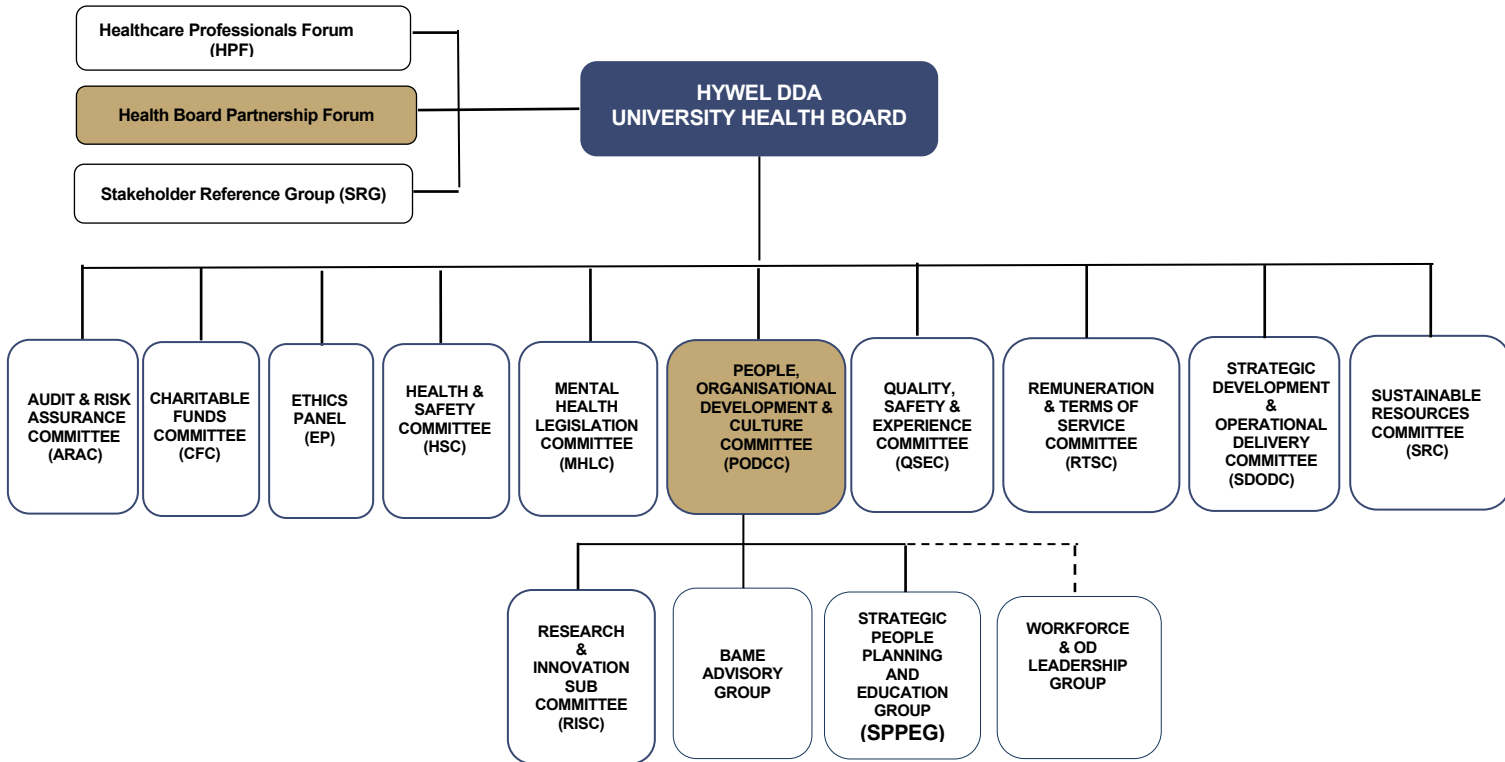 Healthcare Professionals Forum
(HPF)
Health Board Partnership Forum
Stakeholder Reference Group (SRG)
HYWEL DDA
UNIVERSITY HEALTH BOARD
AUDIT & RISK
ASSURANCE
COMMITTEE
(ARAC)
CHARITABLE
FUNDS
COMMITTEE
(CFC)
ETHICS
PANEL
(EP)
HEALTH &
SAFETY
COMMITTEE
(HSC)
MENTAL
HEALTH
LEGISLATION
COMMITTEE
(MHLC)
PEOPLE,
ORGANISATIONAL
DEVELOPMENT &
CULTURE
COMMITTEE
(PODCC)
QUALITY,
SAFETY &
EXPERIENCE
COMMITTEE
(QSEC)
REMUNERATION
& TERMS OF
SERVICE
COMMITTEE
(RTSC)
STRATEGIC
DEVELOPMENT
&
OPERATIONAL
DELIVERY
COMMITTEE
(SDODC)
SUSTAINABLE
RESOURCES
COMMITTEE
(SRC)
RESEARCH
&
INNOVATION
SUB
COMMITTEE
(RISC)
BAME
ADVISORY
GROUP
STRATEGIC
PEOPLE
PLANNING
AND
EDUCATION
GROUP
(SPPEG)
WORKFORCE
& OD
LEADERSHIP
GROUP